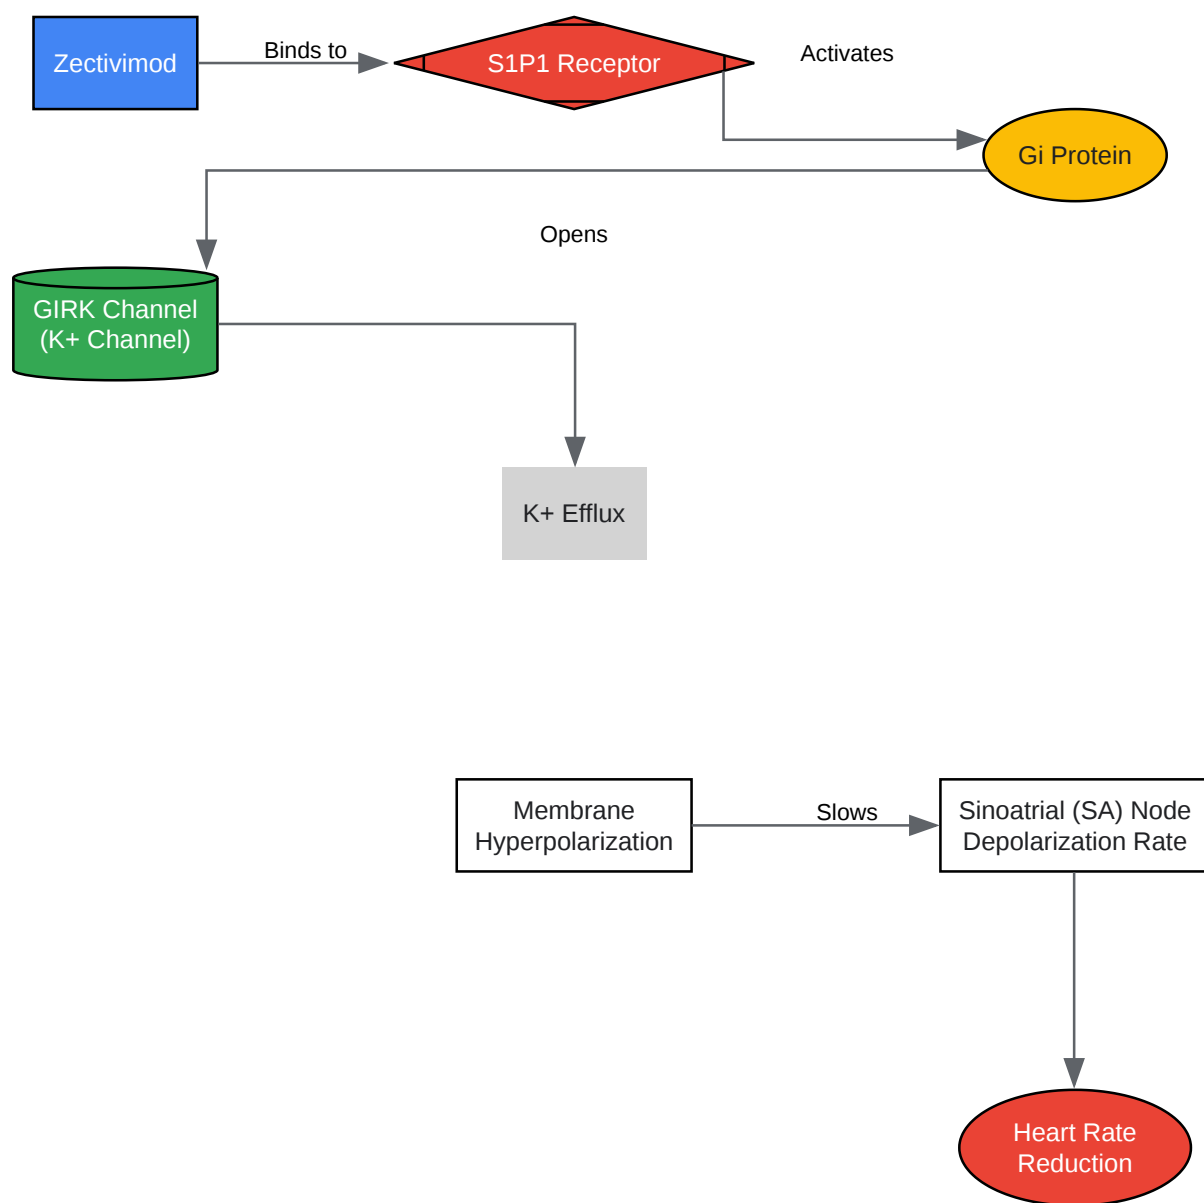 Zectivimod
Binds to
S1P1 Receptor
Activates
Gi Protein
Opens
GIRK Channel
(K+ Channel)
K+ Efflux
Membrane
Hyperpolarization
Slows
Sinoatrial (SA) Node
Depolarization Rate
Heart Rate
Reduction